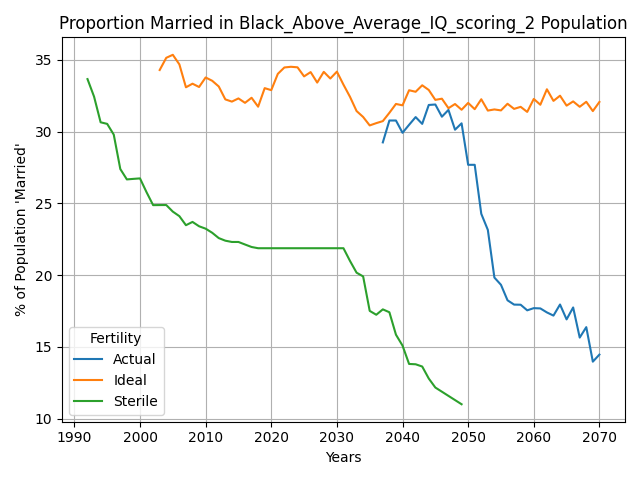 Proportion Married in Black_Above_Average_IQ_scoring_2 Population
% of Population 'Married'
35
30
25
20
15
10
Fertility
Actual
Ideal
Sterile
1990 2000 2010 2020 2030 2040 2050 2060 2070
Years